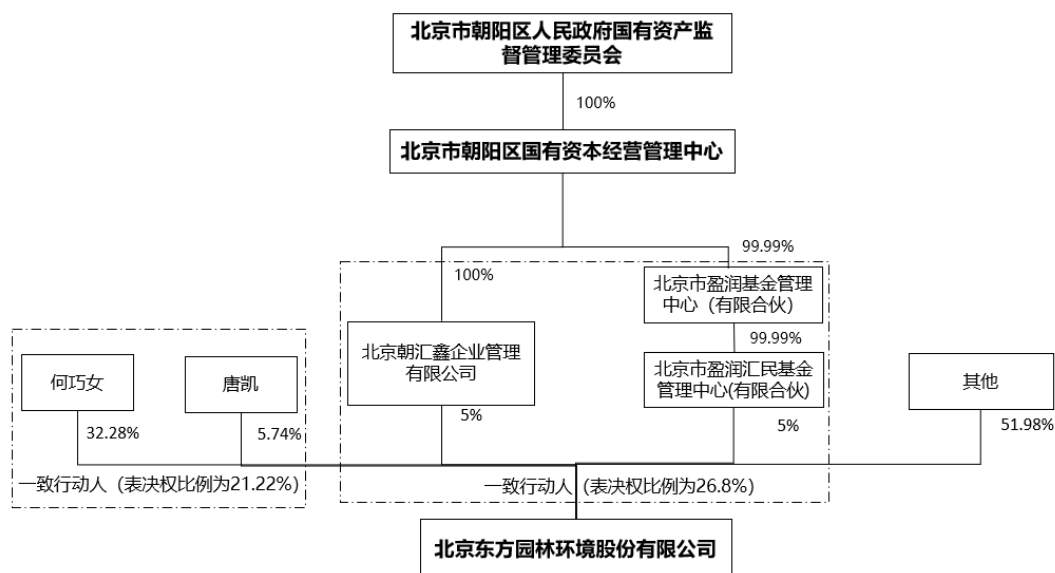 北京市朝阳区人民政府国有资产监
督管理委员会
100%
北京市朝阳区国有资本经营管理中心
99.99%
100%
北京市盈润基金管理
中心（有限合伙）
北京朝汇鑫企业管理
有限公司
99.99%
北京市盈润汇民基金
管理中心(有限合伙)
何巧女
唐凯
其他
32.28%
5.74%
5%
5%
51.98%
一致行动人（表决权比例为21.22%）
一致行动人（表决权比例为26.8%）
北京东方园林环境股份有限公司